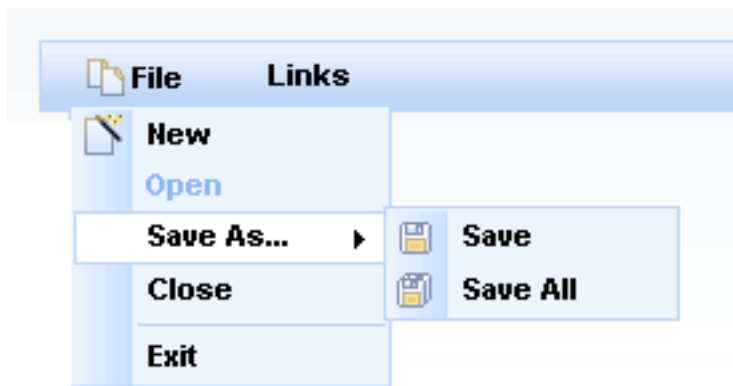 File Links
New
Open
Save As...
Save
Close
Save All
Exit